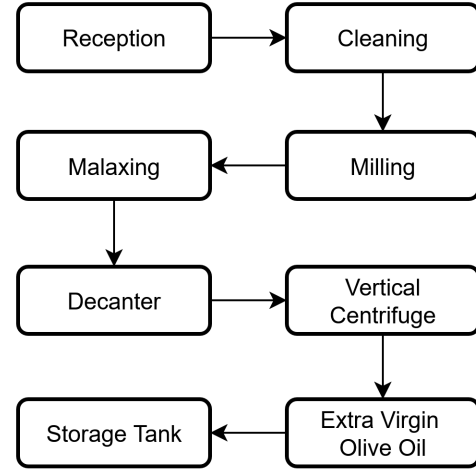 Reception
Cleaning
Malaxing
Milling
Decanter
Vertical
Centrifuge
Storage Tank
Extra Virgin
Olive Oil